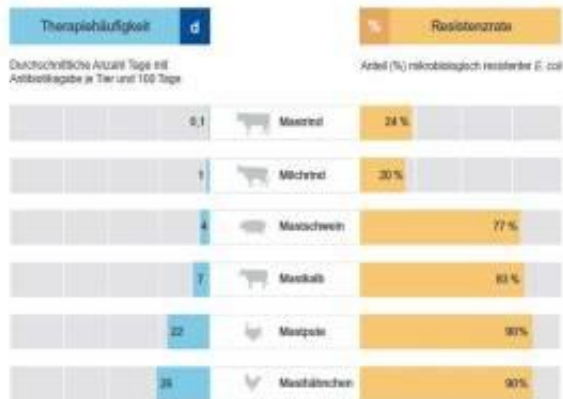 Therapiehäufigkeit d
% Resistenzrate
Durchschnittliche Anzahl Tage mit
Antibiotikagabe je Tier und 100 Tage
Anteil (%) mikrobiologisch resistenter E. coli
0,1 Mastrind 24 %
1 Milchrind 20 %
4 Mastschwein 77 %
7 Mastkalb 83 %
22 Mastpute 90%
26 Masthähnchen 90%